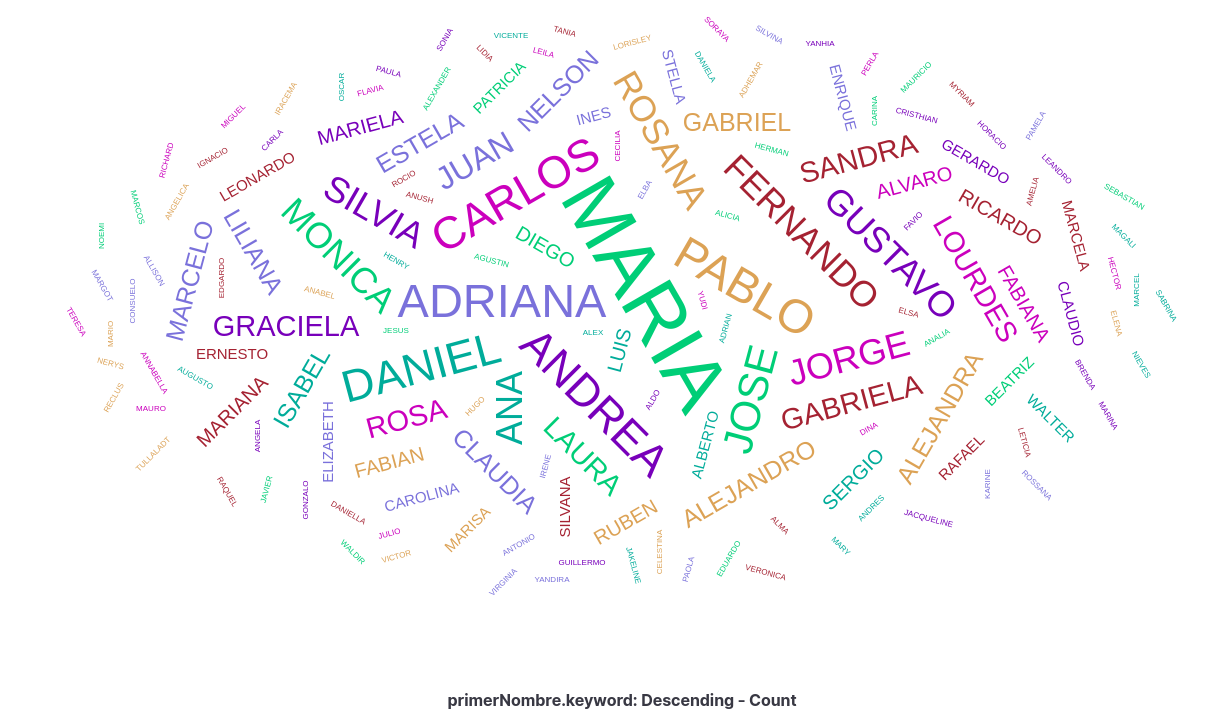 SORAYA
SILVINA
TANIA
VICENTE
SONIA
LORISLEY
YANHIA
LEILA
LIDIA
PERLA
STELLA
DANIELA
NELSON
PAULA
ADHEMAR
MAURICIO
OSCAR
FLAVIA
ALEXANDER
PATRICIA
ENRIQUE
MYRIAM
IRACEMA
CARINA
MIGUEL
INES
CRISTHIAN
MARIELA
GABRIEL
PAMELA
HORACIO
CARLA
ESTELA
ROSANA
CECILIA
HERMAN
RICHARD
IGNACIO
JUAN
SANDRA
GERARDO
LEANDRO
LEONARDO
ROCIO
CARLOS
ELBA
FERNANDO
ALVARO
AMELIA
SEBASTIAN
ANGELICA
MARCOS
SILVIA
ANUSH
ALICIA
FAVIO
RICARDO
MARCELA
NOEMI
MAGALI
LILIANA
MONICA
DIEGO
MARIA
GUSTAVO
LOURDES
MARCELO
ALLISON
EDGARDO
HENRY
AGUSTIN
PABLO
HECTOR
MARGOT
CONSUELO
ANABEL
ADRIANA
YUDI
FABIANA
MARCEL
SABRINA
TERESA
MARIO
GRACIELA
JESUS
ALEX
ADRIAN
ELSA
CLAUDIO
ELENA
ERNESTO
LUIS
ANALIA
NERYS
ANNABELLA
AUGUSTO
DANIEL
ANDREA
JORGE
NIEVES
BRENDA
RECLUS
ISABEL
JOSE
ALEJANDRA
BEATRIZ
MAURO
MARIANA
ANA
HUGO
ALDO
GABRIELA
MARINA
ROSA
WALTER
ANGELA
ELIZABETH
ALBERTO
DINA
LETICIA
TULLALADT
CLAUDIA
LAURA
RAFAEL
FABIAN
IRENE
ALEJANDRO
SERGIO
RAQUEL
JAVIER
GONZALO
CAROLINA
KARINE
ROSSANA
DANIELLA
SILVANA
RUBEN
ANDRES
JACQUELINE
JULIO
MARISA
ALMA
WALDIR
VICTOR
ANTONIO
CELESTINA
MARY
GUILLERMO
JAKELINE
PAOLA
EDUARDO
VERONICA
VIRGINIA
YANDIRA
primerNombre.keyword: Descending - Count